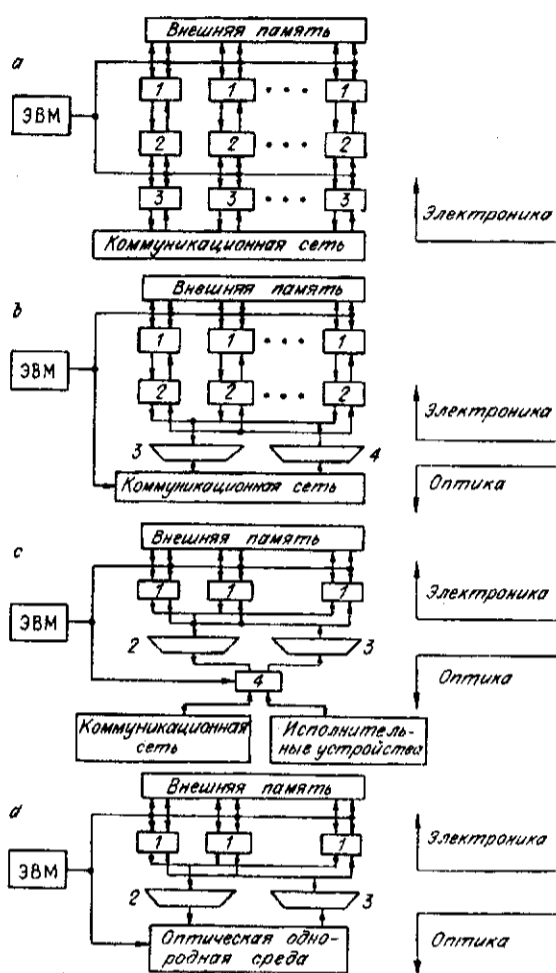 Внешняя память
a
1 1 . . . 1
ЭВМ
2 2 . . . 2
3 3 . . . 3
Электроника
Коммуникационная сеть
Внешняя память
b
1 1 . . . 1
ЭВМ
2 2 . . . 2
Электроника
3 4
Коммуникационная сеть
Оптика
Внешняя память
c
1 1 1
Электроника
ЭВМ
2 3
4
Оптика
Коммуникационная
сеть
Исполнитель-
ные устройства
Внешняя память
d
1 1 1
Электроника
ЭВМ
2 3
Оптическая одно-
родная среда
Оптика